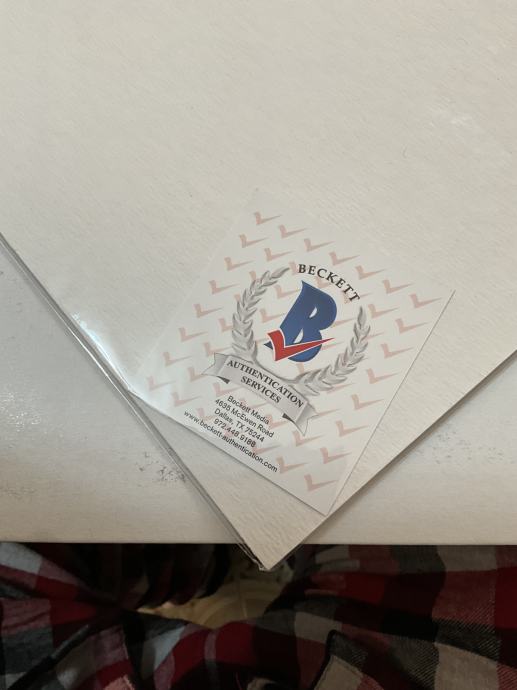 BECKETT
B
AUTHENTICATION
SERVICES
Beckett Media
4635 McEwen Road
Dallas, TX 75244
972.448.9188
www.beckett-authentication.com